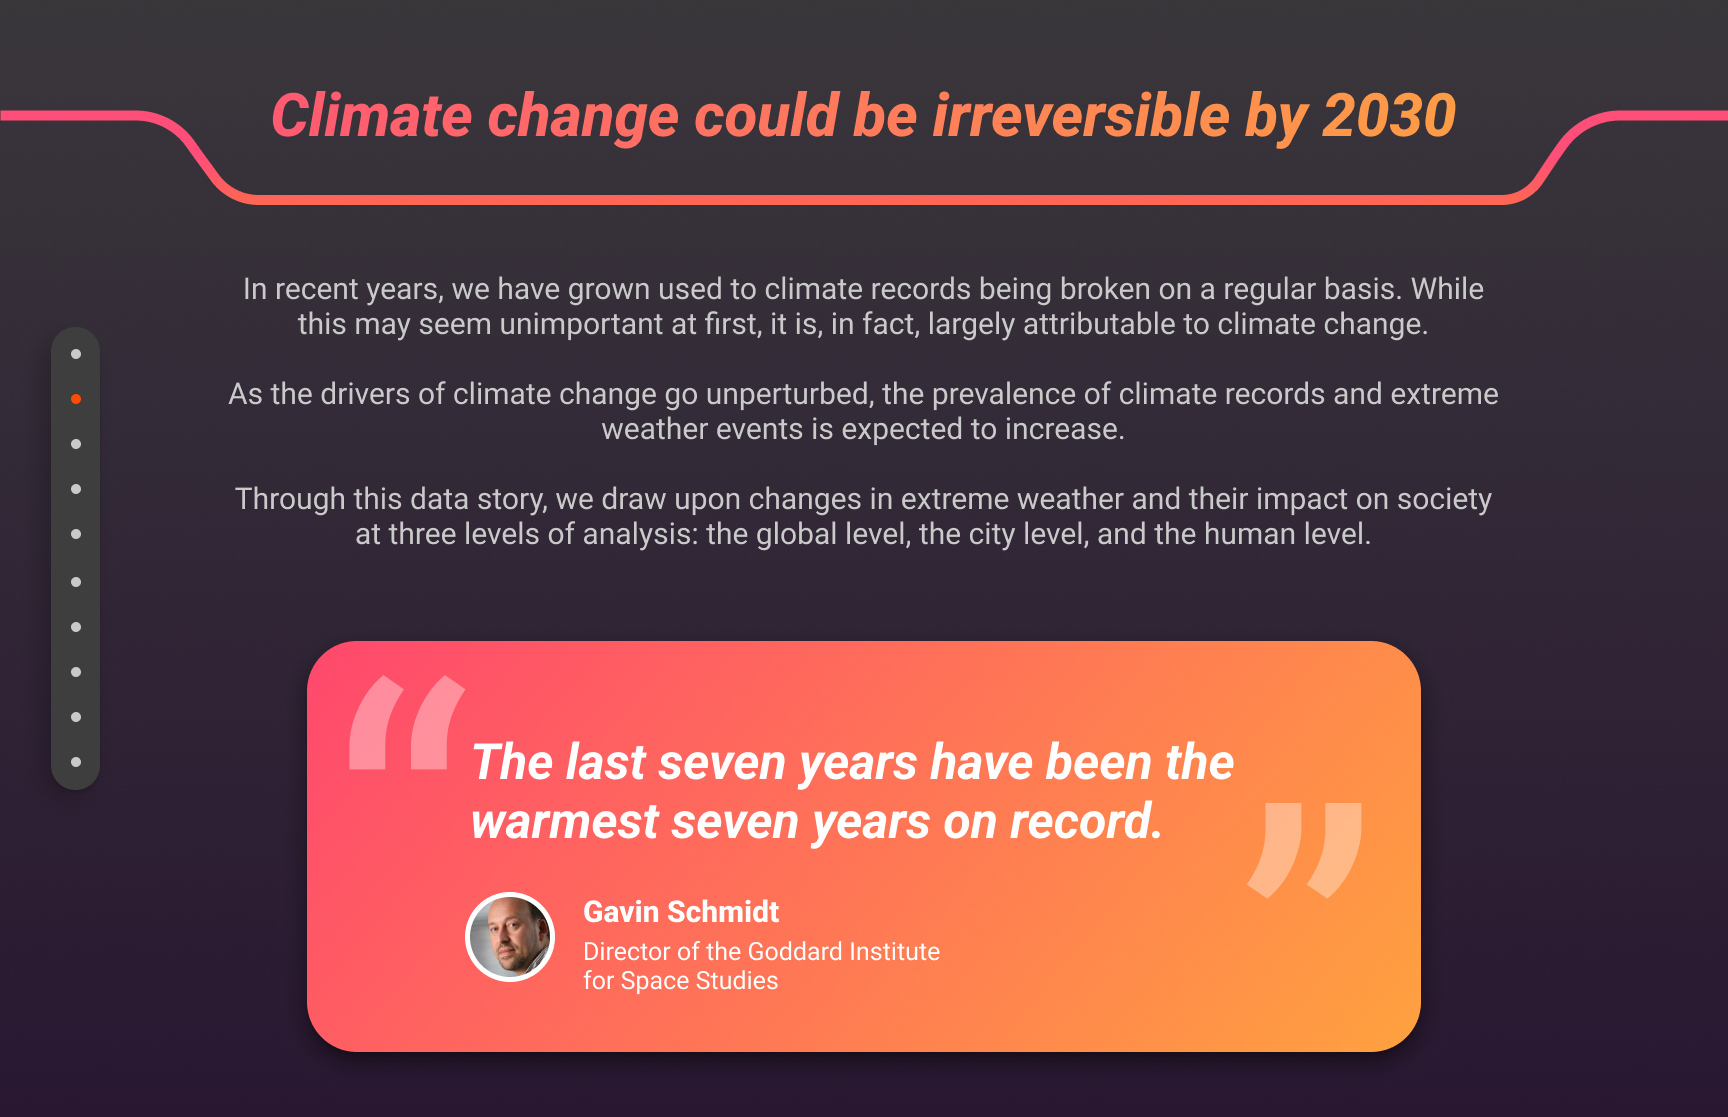 Climate change could be irreversible by 2030
In recent years, we have grown used to climate records being broken on a regular basis. While
this may seem unimportant at first, it is, in fact, largely attributable to climate change.
As the drivers of climate change go unperturbed, the prevalence of climate records and extreme
weather events is expected to increase.
Through this data story, we draw upon changes in extreme weather and their impact on society
at three levels of analysis: the global level, the city level, and the human level.
“
The last seven years have been the
warmest seven years on record.
”
Gavin Schmidt
Director of the Goddard Institute
for Space Studies